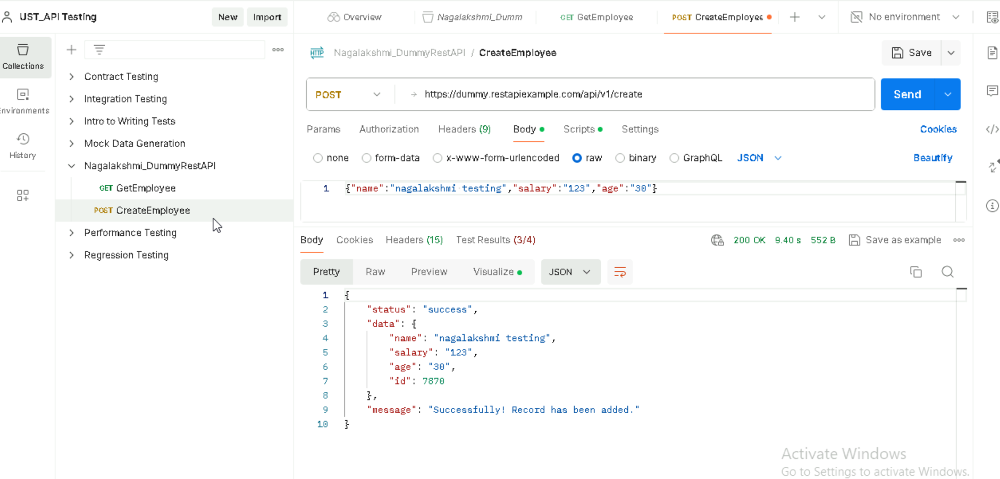 UST_API Testing
New
Import
Overview
Nagalakshmi_Dumm
GET GetEmployee
POST CreateEmployee
No environment
Collections
Environments
History
Contract Testing
Integration Testing
Intro to Writing Tests
Mock Data Generation
Nagalakshmi_DummyRestAPI
GET GetEmployee
POST CreateEmployee
Performance Testing
Regression Testing
HTTP Nagalakshmi_DummyRestAPI / CreateEmployee
Save
POST https://dummy.restapiexample.com/api/v1/create
Send
Params Authorization Headers (9) Body Scripts Settings Cookies
none form-data x-www-form-urlencoded raw binary GraphQL JSON Beautify
1 {"name":"nagalakshmi testing","salary":"123","age":"30"}
Body Cookies Headers (15) Test Results (3/4) 200 OK 9.40 s 552 B Save as example
Pretty Raw Preview Visualize JSON
1 {
2 "status": "success",
3 "data": {
4 "name": "nagalakshmi testing",
5 "salary": "123",
6 "age": "30",
7 "id": 7870
8 },
9 "message": "Successfully! Record has been added."
10 }
Activate Windows
Go to Settings to activate Windows.